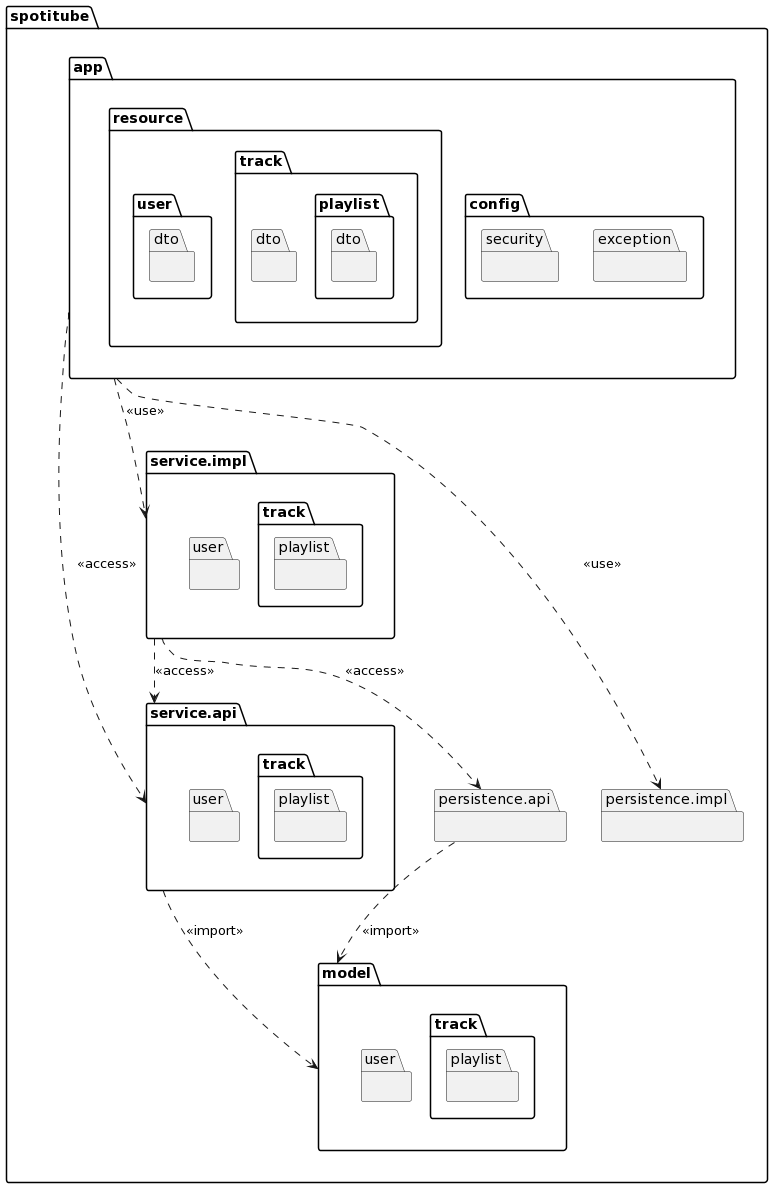 spotitube
app
resource
track
user
playlist
config
dto
dto
dto
security
exception
«use»
service.impl
track
user
playlist
«access»
«use»
«access»
«access»
service.api
track
user
playlist
persistence.api
persistence.impl
«import»
«import»
model
track
user
playlist